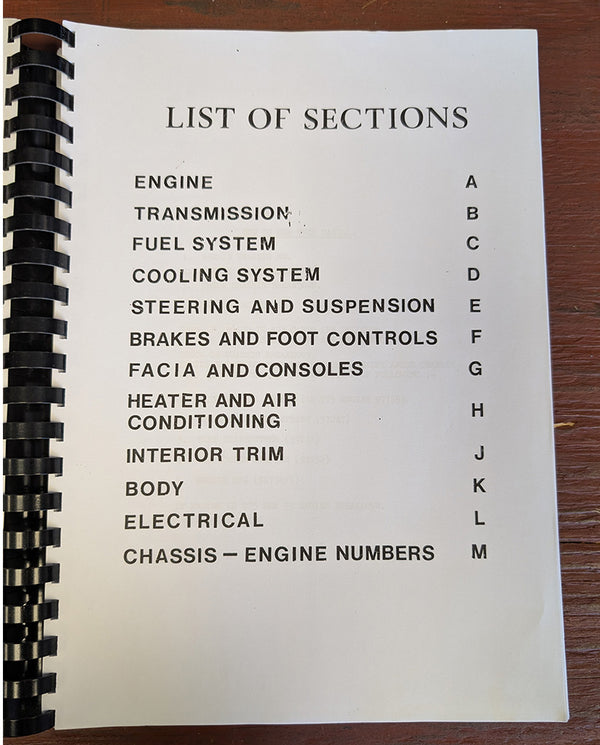 LIST OF SECTIONS
ENGINE A
TRANSMISSION B
FUEL SYSTEM C
COOLING SYSTEM D
STEERING AND SUSPENSION E
BRAKES AND FOOT CONTROLS F
FACIA AND CONSOLES G
HEATER AND AIR
CONDITIONING H
INTERIOR TRIM J
BODY K
ELECTRICAL L
CHASSIS — ENGINE NUMBERS M